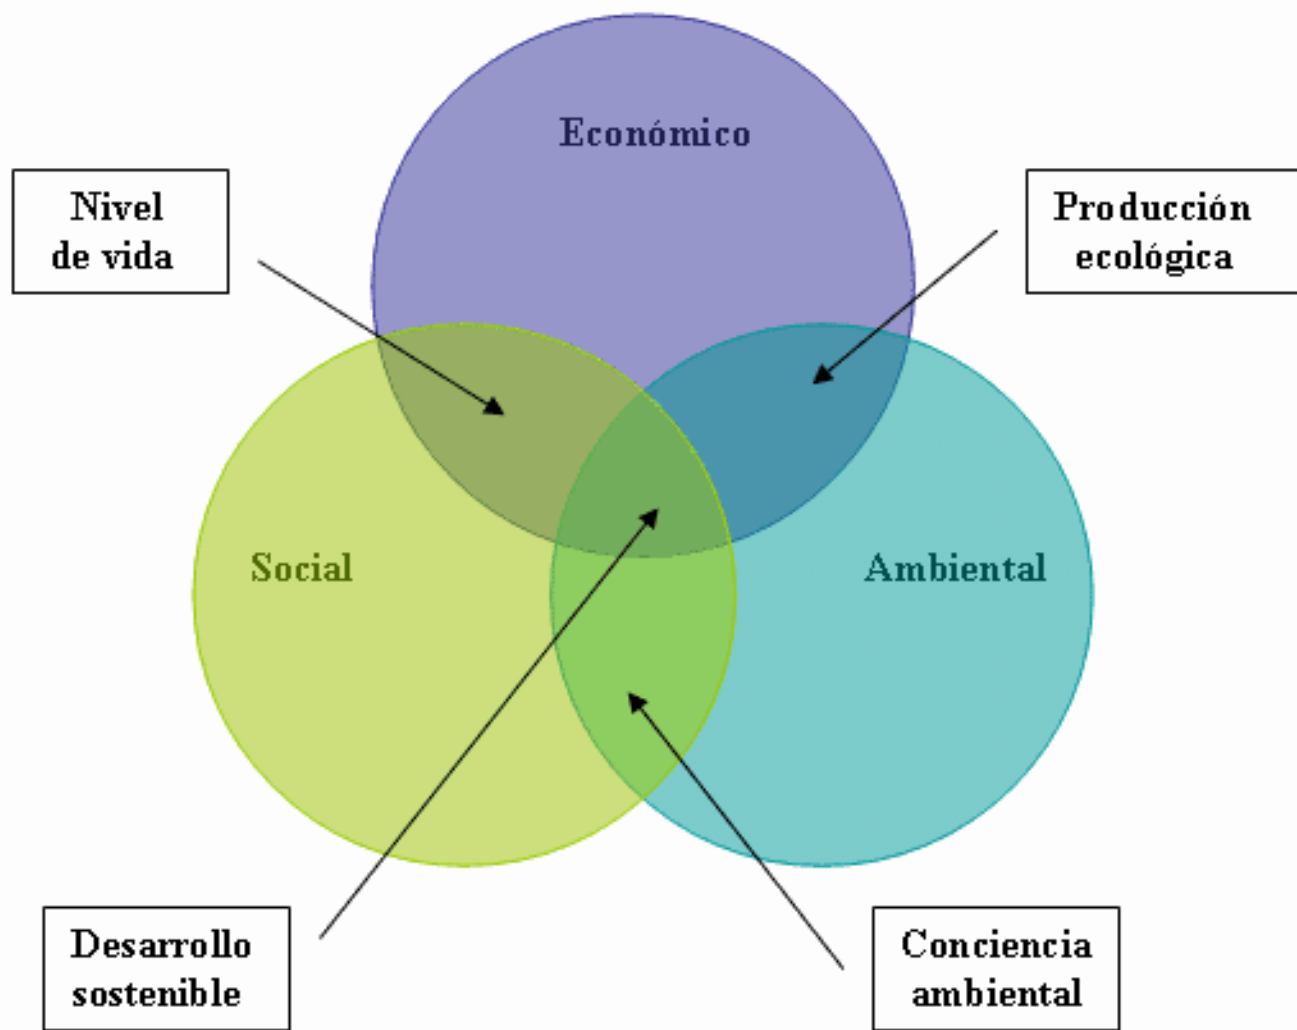 Económico
Nivel
de vida
Producción
ecológica
Social
Ambiental
Desarrollo
sostenible
Conciencia
ambiental